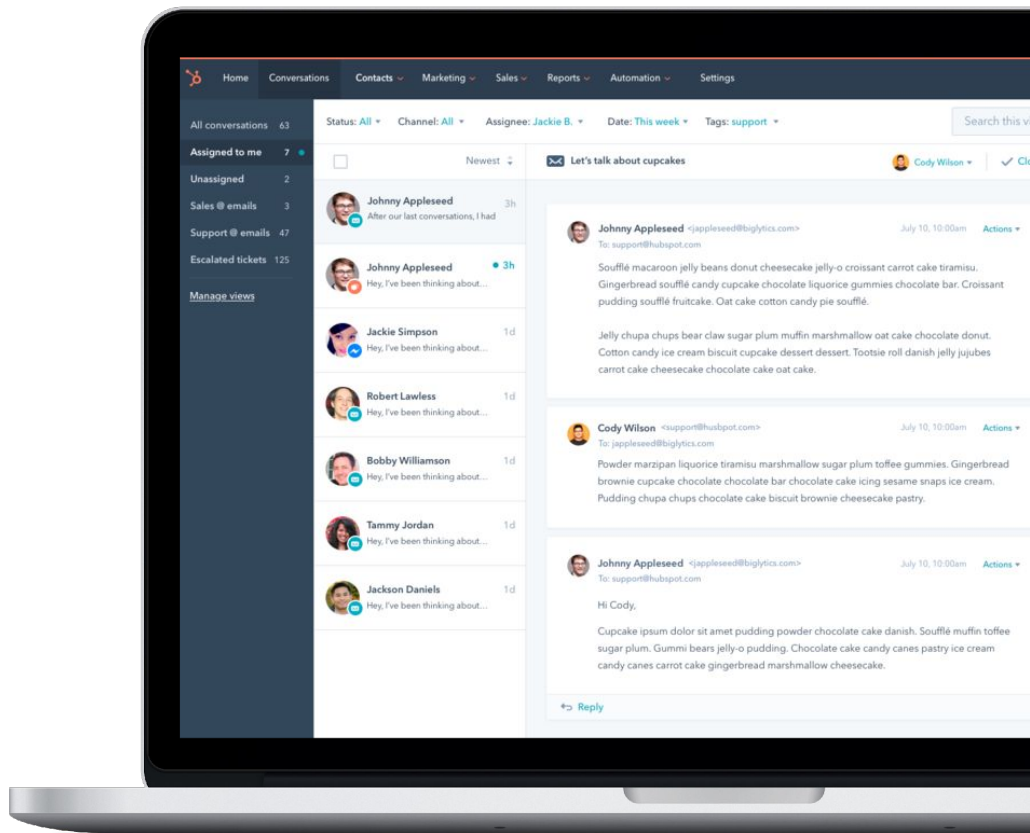 Home Conversations Contacts Marketing Sales Reports Automation Settings
All conversations 63
Assigned to me 7
Unassigned 2
Sales @ emails 3
Support @ emails 47
Escalated tickets 125
Manage views
Status: All Channel: All Assignee: Jackie B. Date: This week Tags: support
Search this vi
Newest
Johnny Appleseed 3h
After our last conversations, I had
Johnny Appleseed 3h
Hey, I've been thinking about...
Jackie Simpson 1d
Hey, I've been thinking about...
Robert Lawless 1d
Hey, I've been thinking about...
Bobby Williamson 1d
Hey, I've been thinking about...
Tammy Jordan 1d
Hey, I've been thinking about...
Jackson Daniels 1d
Hey, I've been thinking about...
Let's talk about cupcakes
Cody Wilson
Clo
Johnny Appleseed <jappleseed@biglytics.com> July 10, 10:00am Actions
To: support@hubspot.com
Soufflé macaroon jelly beans donut cheesecake jelly-o croissant carrot cake tiramisu.
Gingerbread soufflé candy cupcake chocolate liquorice gummies chocolate bar. Croissant
pudding soufflé fruitcake. Oat cake cotton candy pie soufflé.
Jelly chupa chups bear claw sugar plum muffin marshmallow oat cake chocolate donut.
Cotton candy ice cream biscuit cupcake dessert dessert. Tootsie roll danish jelly jujubes
carrot cake cheesecake chocolate cake oat cake.
Cody Wilson <support@husbpot.com> July 10, 10:00am Actions
To: jappleseed@biglytics.com
Powder marzipan liquorice tiramisu marshmallow sugar plum toffee gummies. Gingerbread
brownie cupcake chocolate chocolate bar chocolate cake icing sesame snaps ice cream.
Pudding chupa chups chocolate cake biscuit brownie cheesecake pastry.
Johnny Appleseed <jappleseed@biglytics.com> July 10, 10:00am Actions
To: support@hubspot.com
Hi Cody,
Cupcake ipsum dolor sit amet pudding powder chocolate cake danish. Soufflé muffin toffee
sugar plum. Gummi bears jelly-o pudding. Chocolate cake candy canes pastry ice cream
candy canes carrot cake gingerbread marshmallow cheesecake.
Reply